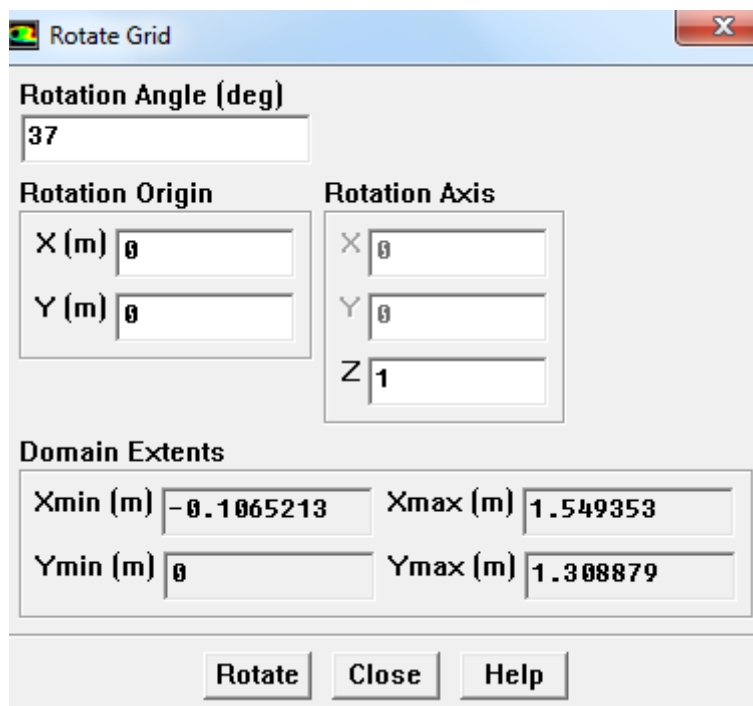 Rotate Grid
Rotation Angle (deg)
37
Rotation Origin
X (m) 0
Y (m) 0
Rotation Axis
X 0
Y 0
Z 1
Domain Extents
Xmin (m) -0.1065213 Xmax (m) 1.549353
Ymin (m) 0 Ymax (m) 1.308879
Rotate Close Help